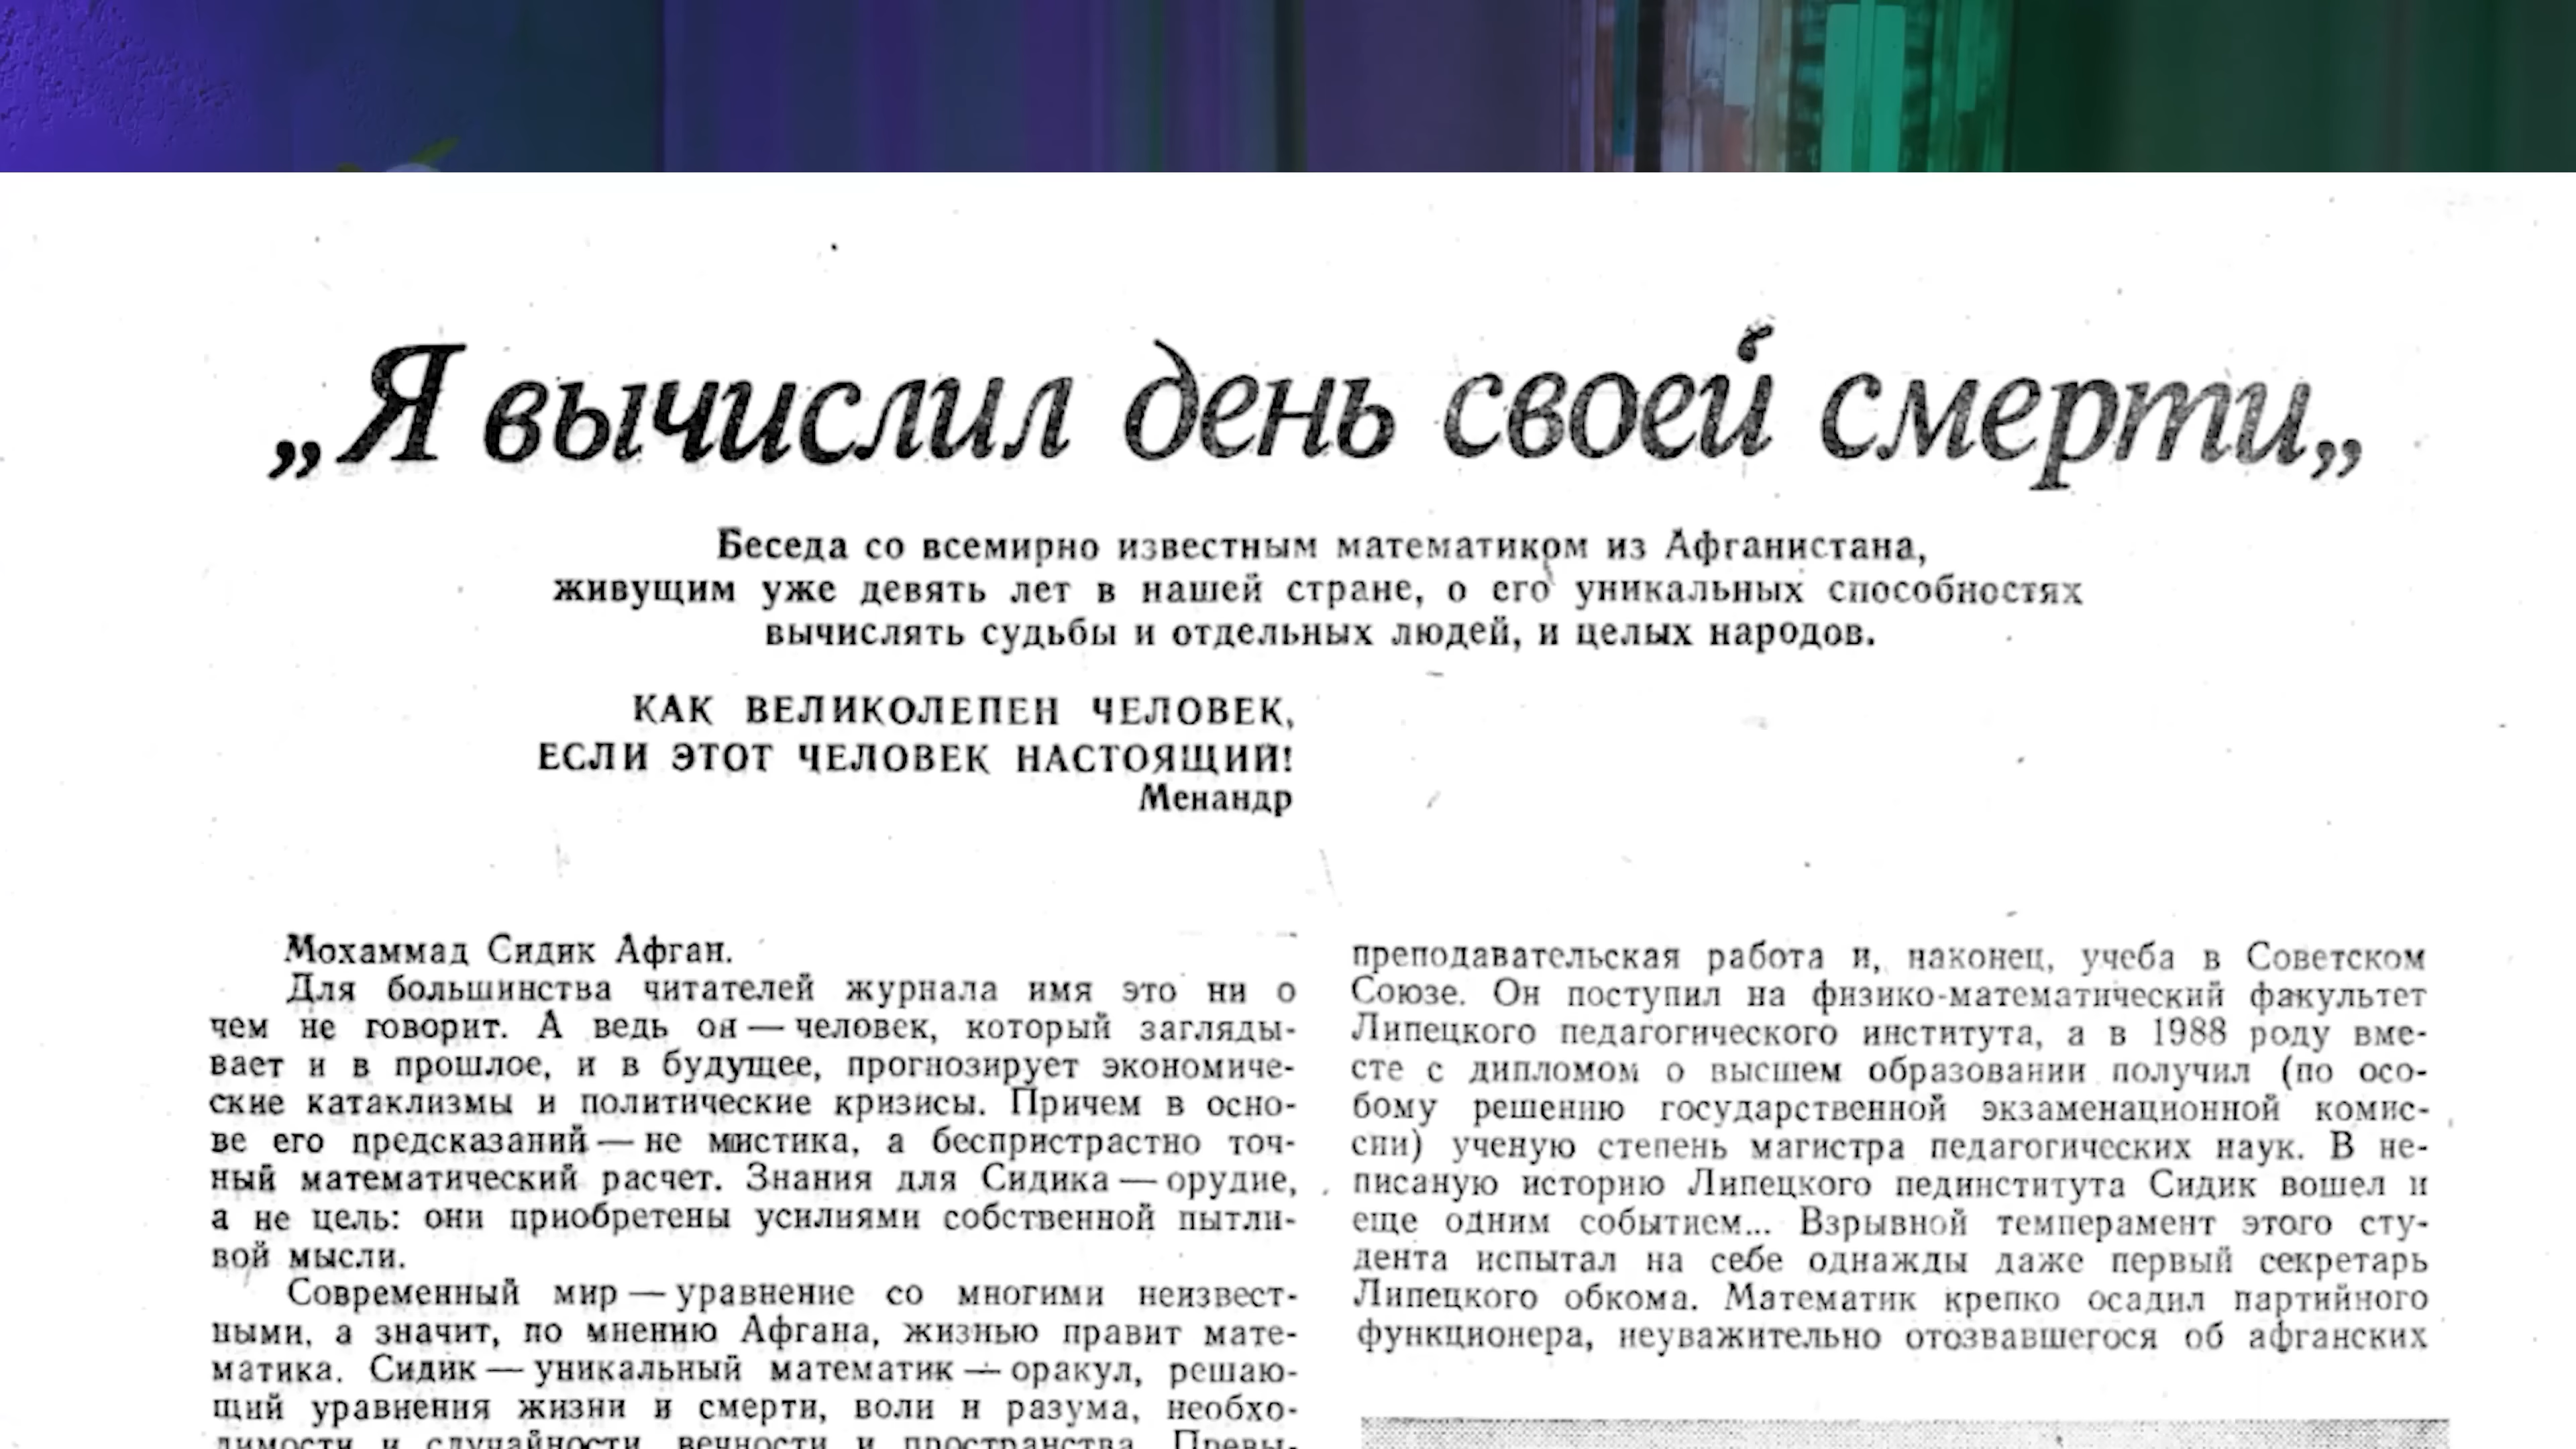 „Я вычислил день своей смерти„
Беседа со всемирно известным математиком из Афганистана,
живущим уже девять лет в нашей стране, о его уникальных способностях
вычислять судьбы и отдельных людей, и целых народов.
КАК ВЕЛИКОЛЕПЕН ЧЕЛОВЕК,
ЕСЛИ ЭТОТ ЧЕЛОВЕК НАСТОЯЩИЙ!
Менандр
Мохаммад Сидик Афган.
Для большинства читателей журнала имя это ни о
чем не говорит. А ведь он — человек, который загляды-
вает и в прошлое, и в будущее, прогнозирует экономиче-
ские катаклизмы и политические кризисы. Причем в осно-
ве его предсказаний — не мистика, а беспристрастно точ-
ный математический расчет. Знания для Сидика — орудие,
а не цель: они приобретены усилиями собственной пытли-
вой мысли.
Современный мир — уравнение со многими неизвест-
ными, а значит, по мнению Афгана, жизнью правит мате-
матика. Сидик — уникальный математик — оракул, решаю-
щий уравнения жизни и смерти, воли и разума, необхо-
димости и случайности, вечности и пространства. Превы-
преподавательская работа и, наконец, учеба в Советском
Союзе. Он поступил на физико-математический факультет
Липецкого педагогического института, а в 1988 роду вме-
сте с дипломом о высшем образовании получил (по осо-
бому решению государственной экзаменационной комис-
сии) ученую степень магистра педагогических наук. В не-
писаную историю Липецкого пединститута Сидик вошел и
еще одним событием... Взрывной темперамент этого сту-
дента испытал на себе однажды даже первый секретарь
Липецкого обкома. Математик крепко осадил партийного
функционера, неуважительно отозвавшегося об афганских